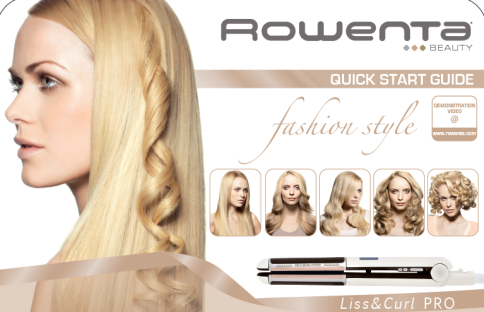 Rowenta
BEAUTY
QUICK START GUIDE
fashion style
DEMONSTRATION
VIDEO
@
www.rowenta.com
Liss&Curl PRO